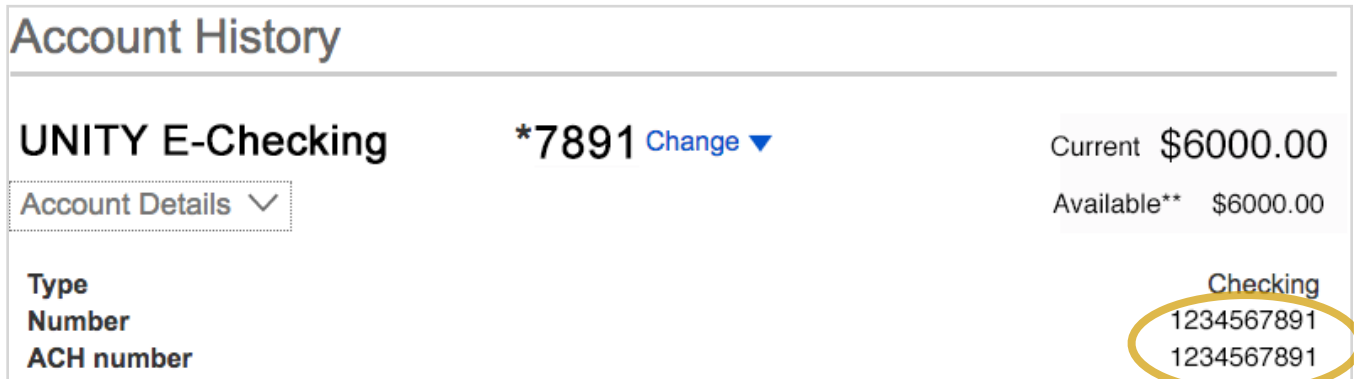 Account History
UNITY E-Checking *7891 Change Current $6000.00
Account Details Available** $6000.00
Type Checking
Number 1234567891
ACH number 1234567891